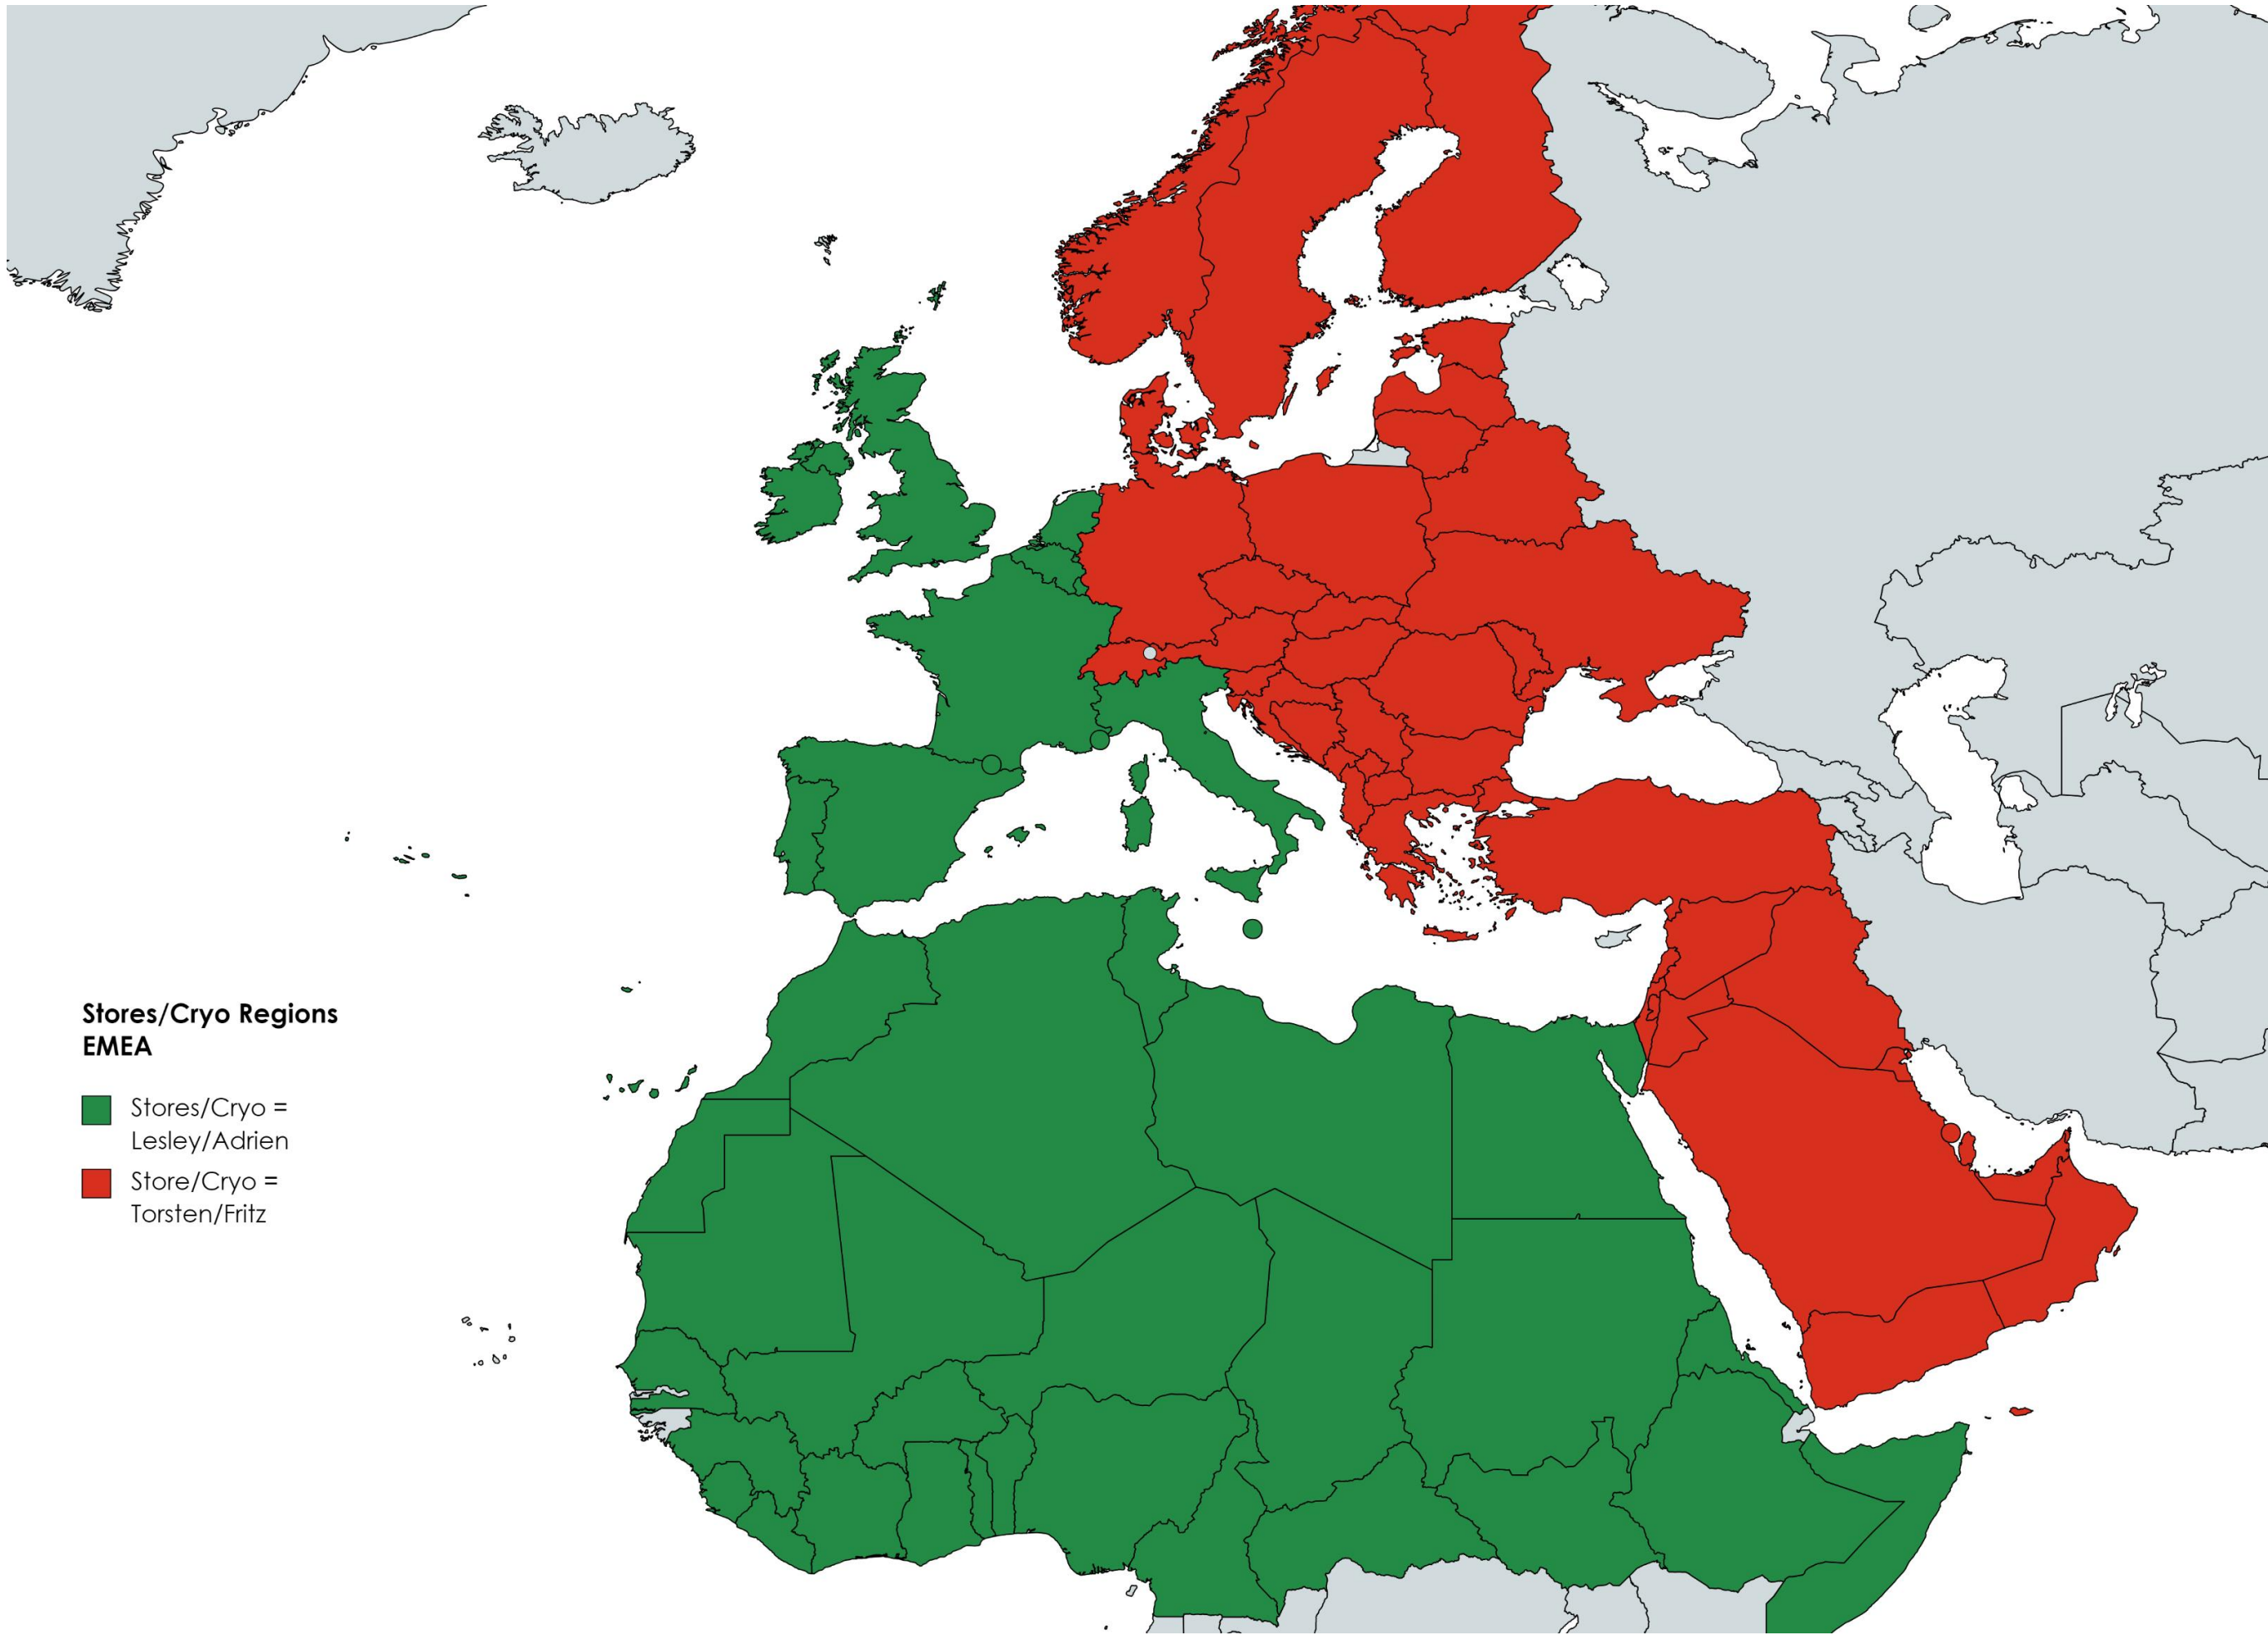 Stores/Cryo Regions
EMEA
Stores/Cryo =
Lesley/Adrien
Store/Cryo =
Torsten/Fritz